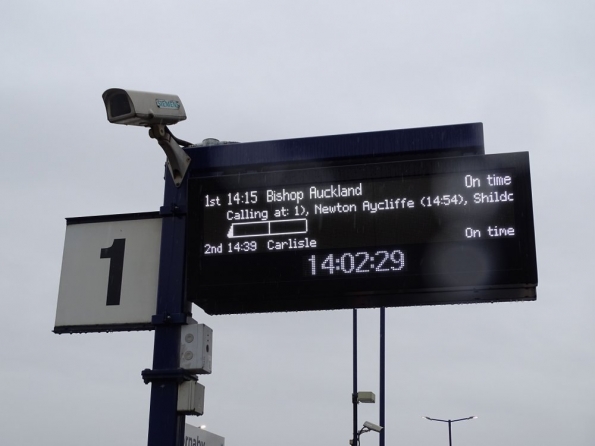 1
1st 14:15 Bishop Auckland On time
Calling at: 1), Newton Aycliffe (14:54), Shildc
2nd 14:39 Carlisle On time
14:02:29